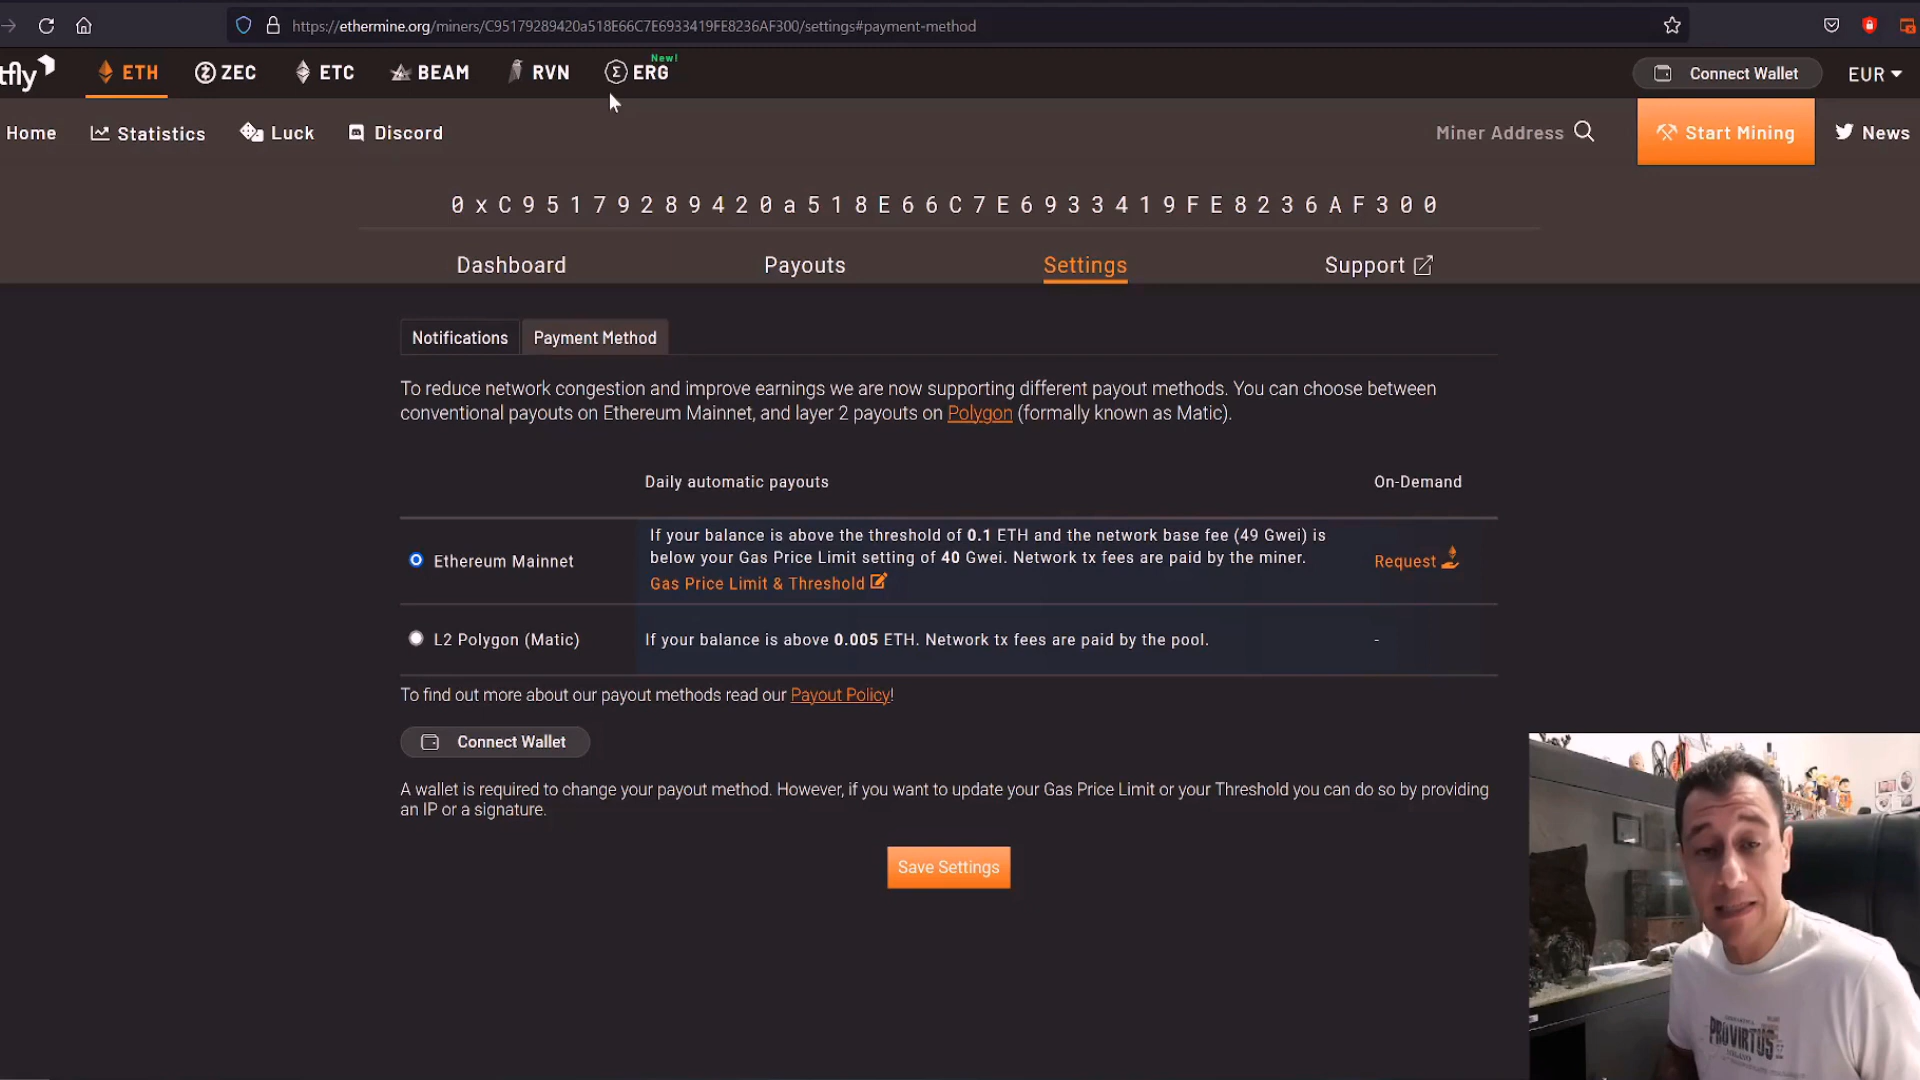 https://ethermine.org/miners/C95179289420a518E66C7E6933419FE8236AF300/settings#payment-method
tfly ETH ZEC ETC BEAM RVN ERG New! Connect Wallet EUR
Home Statistics Luck Discord Miner Address Start Mining News
0xC95179289420a518E66C7E6933419FE8236AF300
Dashboard Payouts Settings Support
Notifications Payment Method
To reduce network congestion and improve earnings we are now supporting different payout methods. You can choose between
conventional payouts on Ethereum Mainnet, and layer 2 payouts on Polygon (formally known as Matic).
Daily automatic payouts On-Demand
If your balance is above the threshold of 0.1 ETH and the network base fee (49 Gwei) is
Ethereum Mainnet below your Gas Price Limit setting of 40 Gwei. Network tx fees are paid by the miner. Request
Gas Price Limit & Threshold
L2 Polygon (Matic) If your balance is above 0.005 ETH. Network tx fees are paid by the pool. -
To find out more about our payout methods read our Payout Policy!
Connect Wallet
A wallet is required to change your payout method. However, if you want to update your Gas Price Limit or your Threshold you can do so by providing
an IP or a signature.
Save Settings
PROVIRTUS